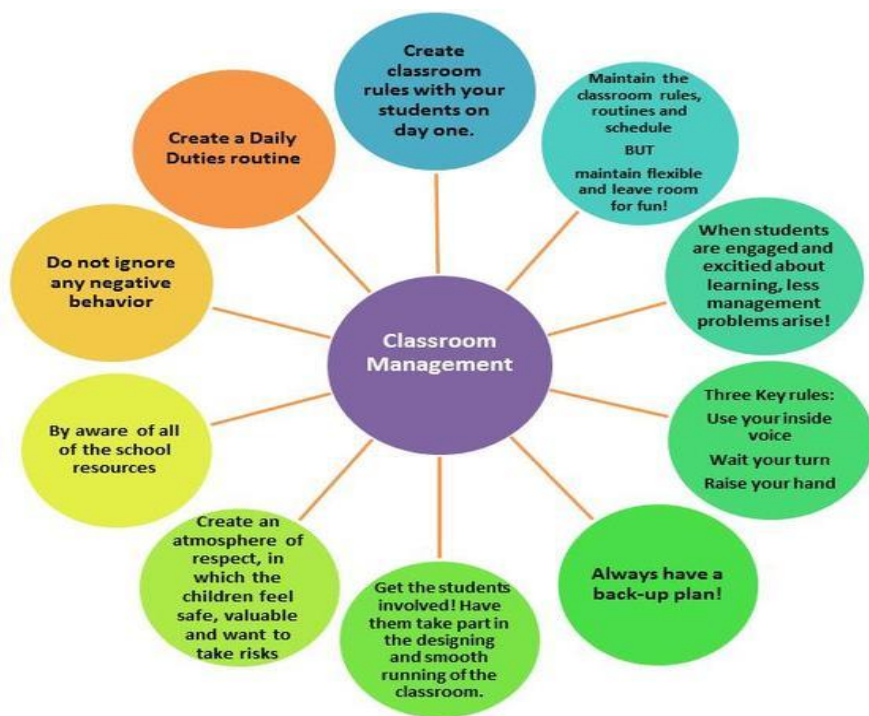 Classroom
Management
Create
classroom
rules with your
students on
day one.
Maintain the
classroom rules,
routines and
schedule
BUT
maintain flexible
and leave room
for fun!
When students
are engaged and
excitied about
learning, less
management
problems arise!
Three Key rules:
Use your inside
voice
Wait your turn
Raise your hand
Always have a
back-up plan!
Get the students
involved! Have
them take part in
the designing
and smooth
running of the
classroom.
Create an
atmosphere of
respect, in
which the
children feel
safe, valuable
and want to
take risks
By aware of all
of the school
resources
Do not ignore
any negative
behavior
Create a Daily
Duties routine